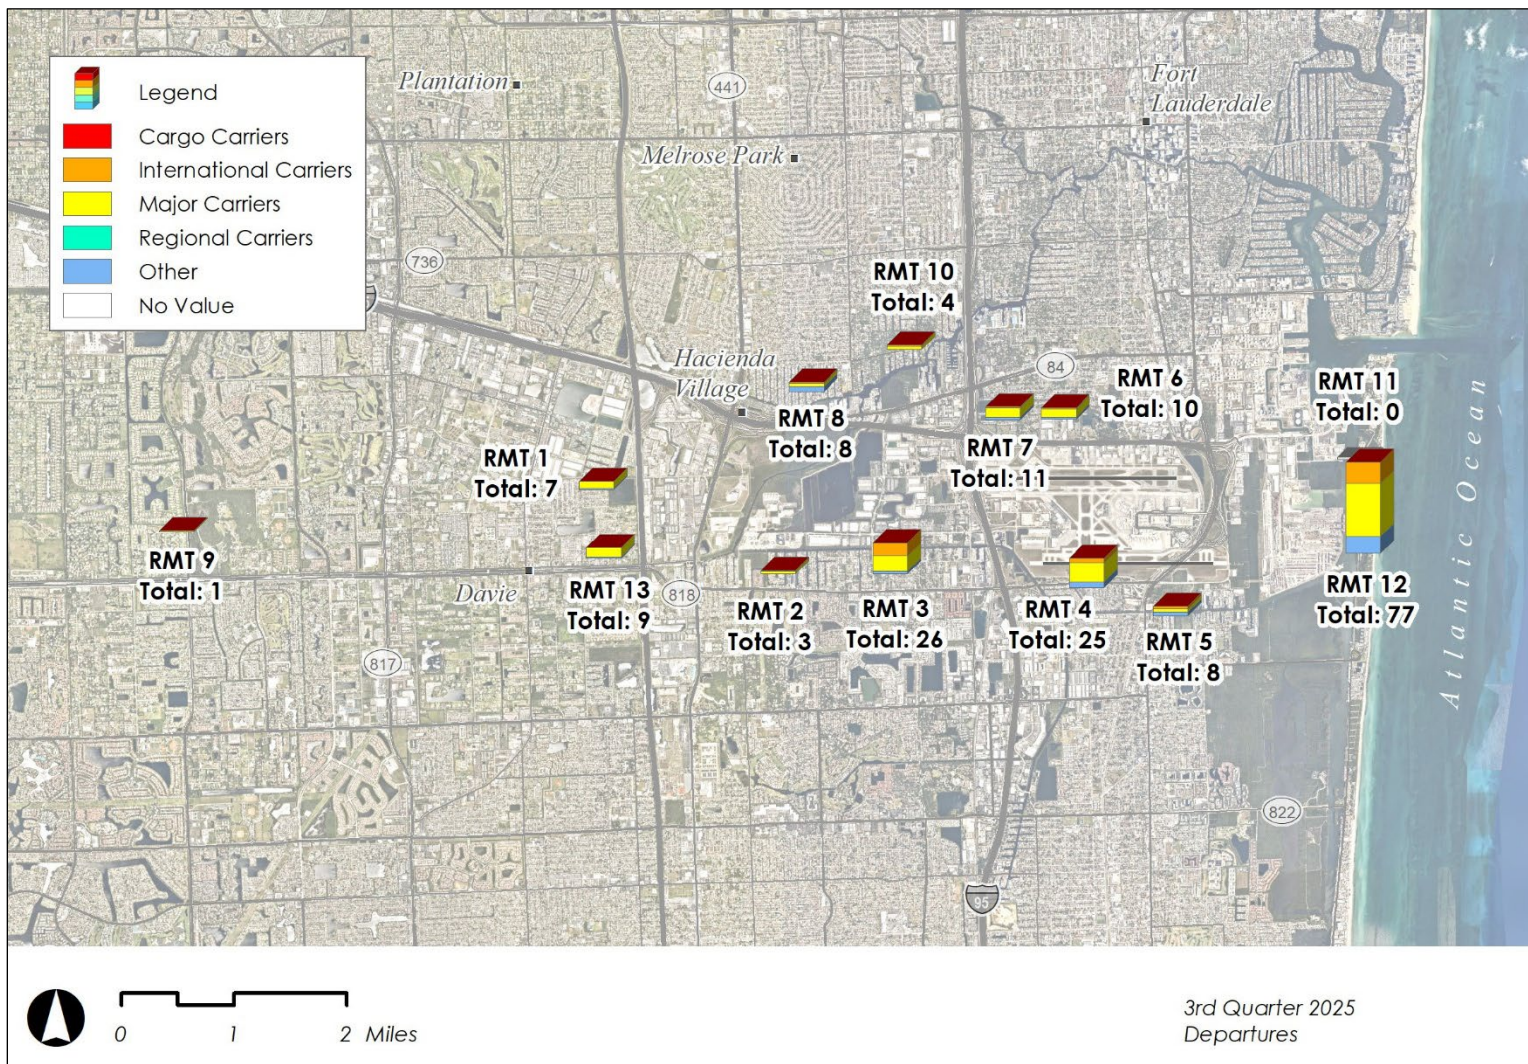 Legend
Cargo Carriers
International Carriers
Major Carriers
Regional Carriers
Other
No Value
Plantation
441
Fort
Lauderdale
Melrose Park
736
RMT 10
Total: 4
Hacienda
Village
84
RMT 6
Total: 10
RMT 11
Total: 0
RMT 8
Total: 8
RMT 7
Total: 11
RMT 1
Total: 7
RMT 9
Total: 1
Davie
RMT 13
Total: 9
818
RMT 2
Total: 3
RMT 3
Total: 26
RMT 4
Total: 25
RMT 5
Total: 8
RMT 12
Total: 77
Atlantic Ocean
817
822
95
0 1 2 Miles
3rd Quarter 2025
Departures